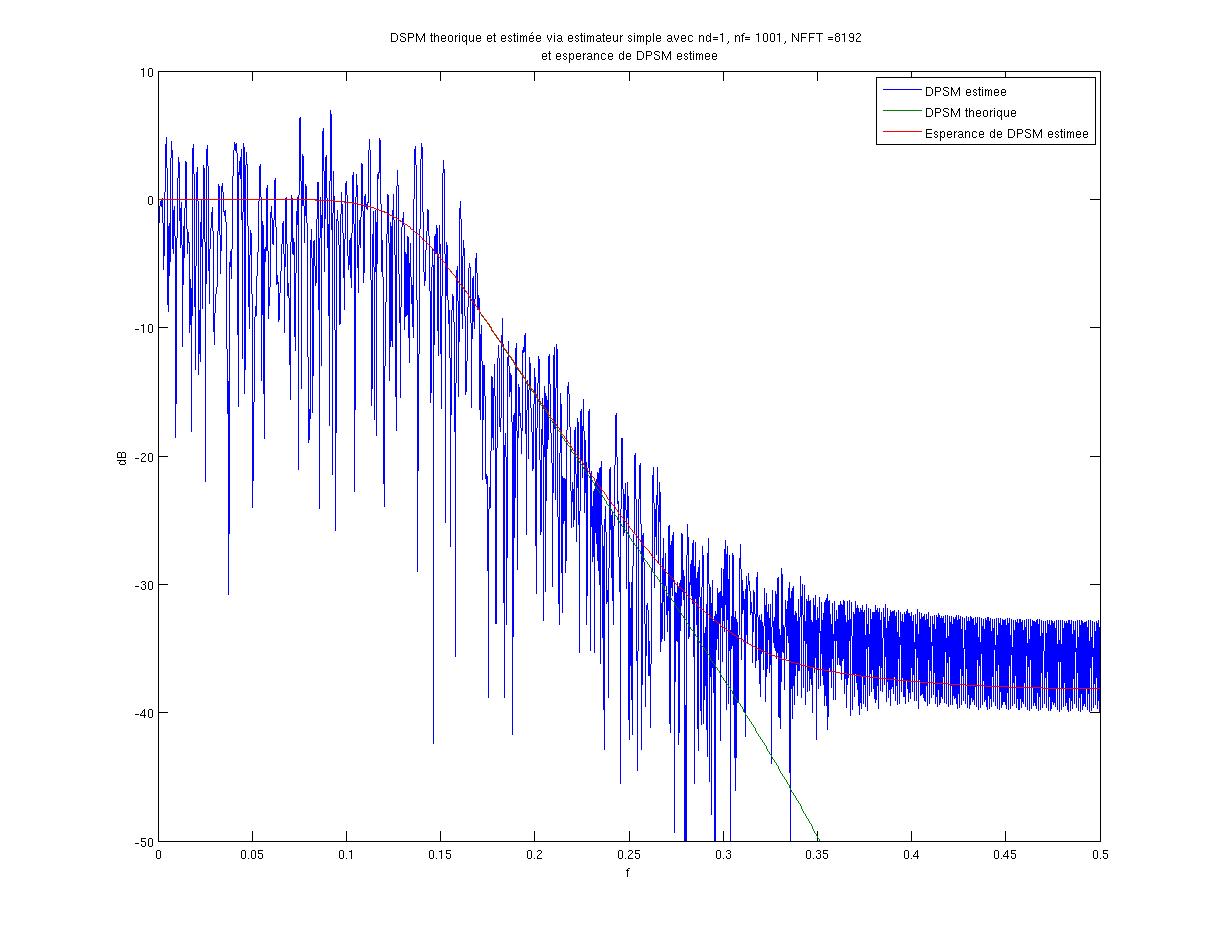 DSPM theorique et estimée via estimateur simple avec nd=1, nf= 1001, NFFT =8192
et esperance de DPSM estimee
DPSM estimee
DPSM theorique
Esperance de DPSM estimee
10
0
-10
-20
-30
-40
-50
dB
0 0.05 0.1 0.15 0.2 0.25 0.3 0.35 0.4 0.45 0.5
f